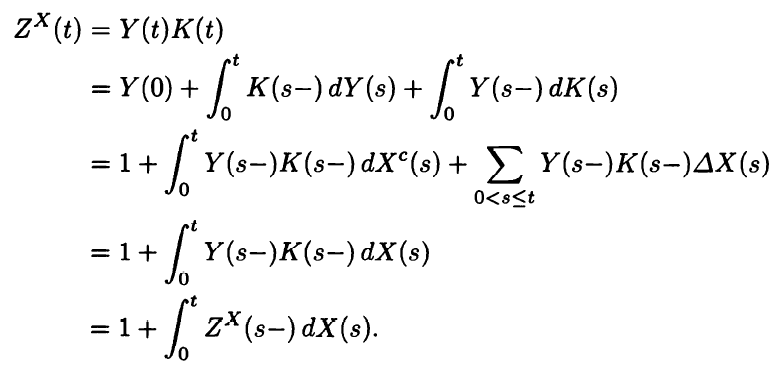 Z^X(t) = Y(t)K(t)
= Y(0) + ∫_0^t K(s−) dY(s) + ∫_0^t Y(s−) dK(s)
= 1 + ∫_0^t Y(s−)K(s−) dX^c(s) + ∑_{0<s≤t} Y(s−)K(s−)ΔX(s)
= 1 + ∫_0^t Y(s−)K(s−) dX(s)
= 1 + ∫_0^t Z^X(s−) dX(s).